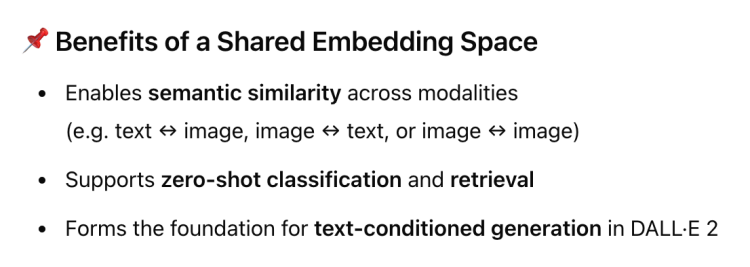 📌 Benefits of a Shared Embedding Space
• Enables semantic similarity across modalities
(e.g. text ↔ image, image ↔ text, or image ↔ image)
• Supports zero-shot classification and retrieval
• Forms the foundation for text-conditioned generation in DALL·E 2